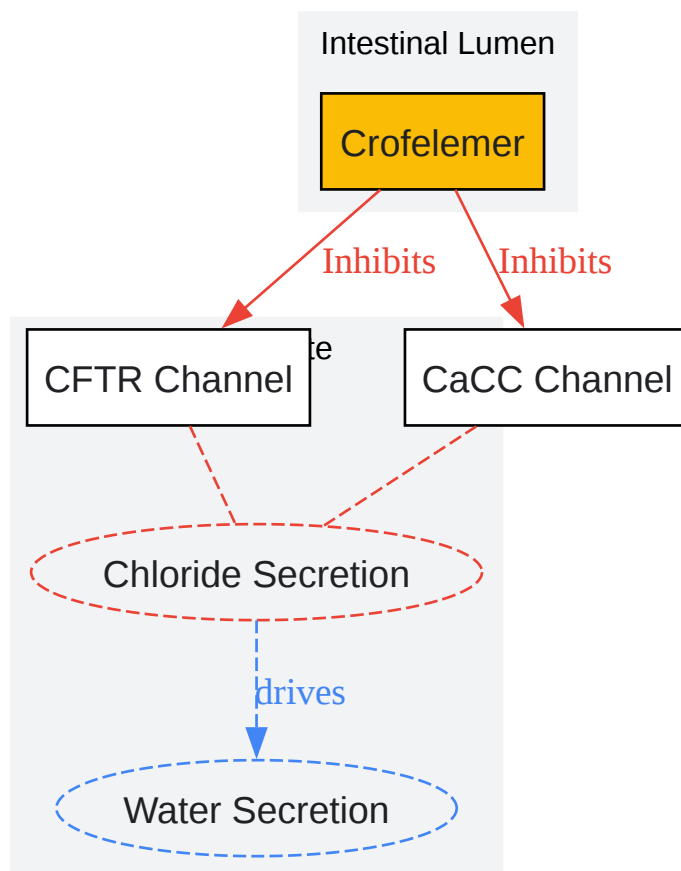 Intestinal Lumen
Crofelemer
Inhibits
Inhibits
CFTR Channel
CaCC Channel
Chloride Secretion
drives
Water Secretion